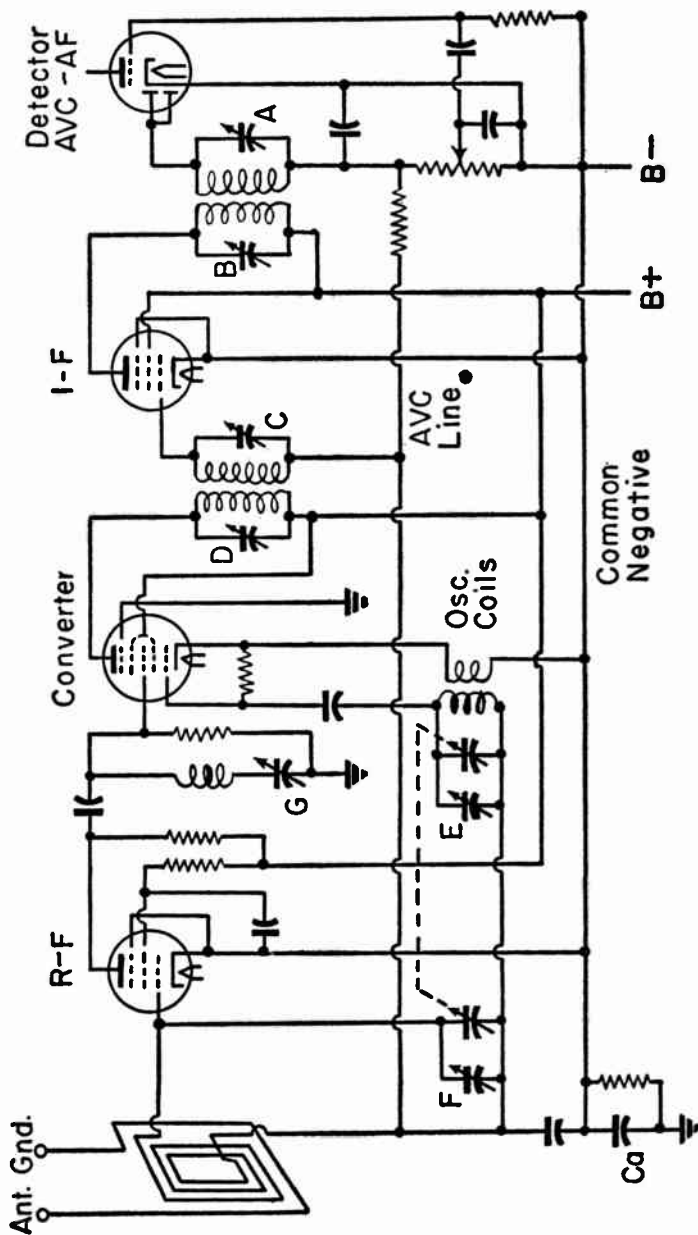 Ant.
Gnd.
R-F
Converter
I-F
Detector
AVC-AF
G
D
C
B
A
F
E
Osc.
Coils
AVC
Line
Ca
Common
Negative
B+
B−